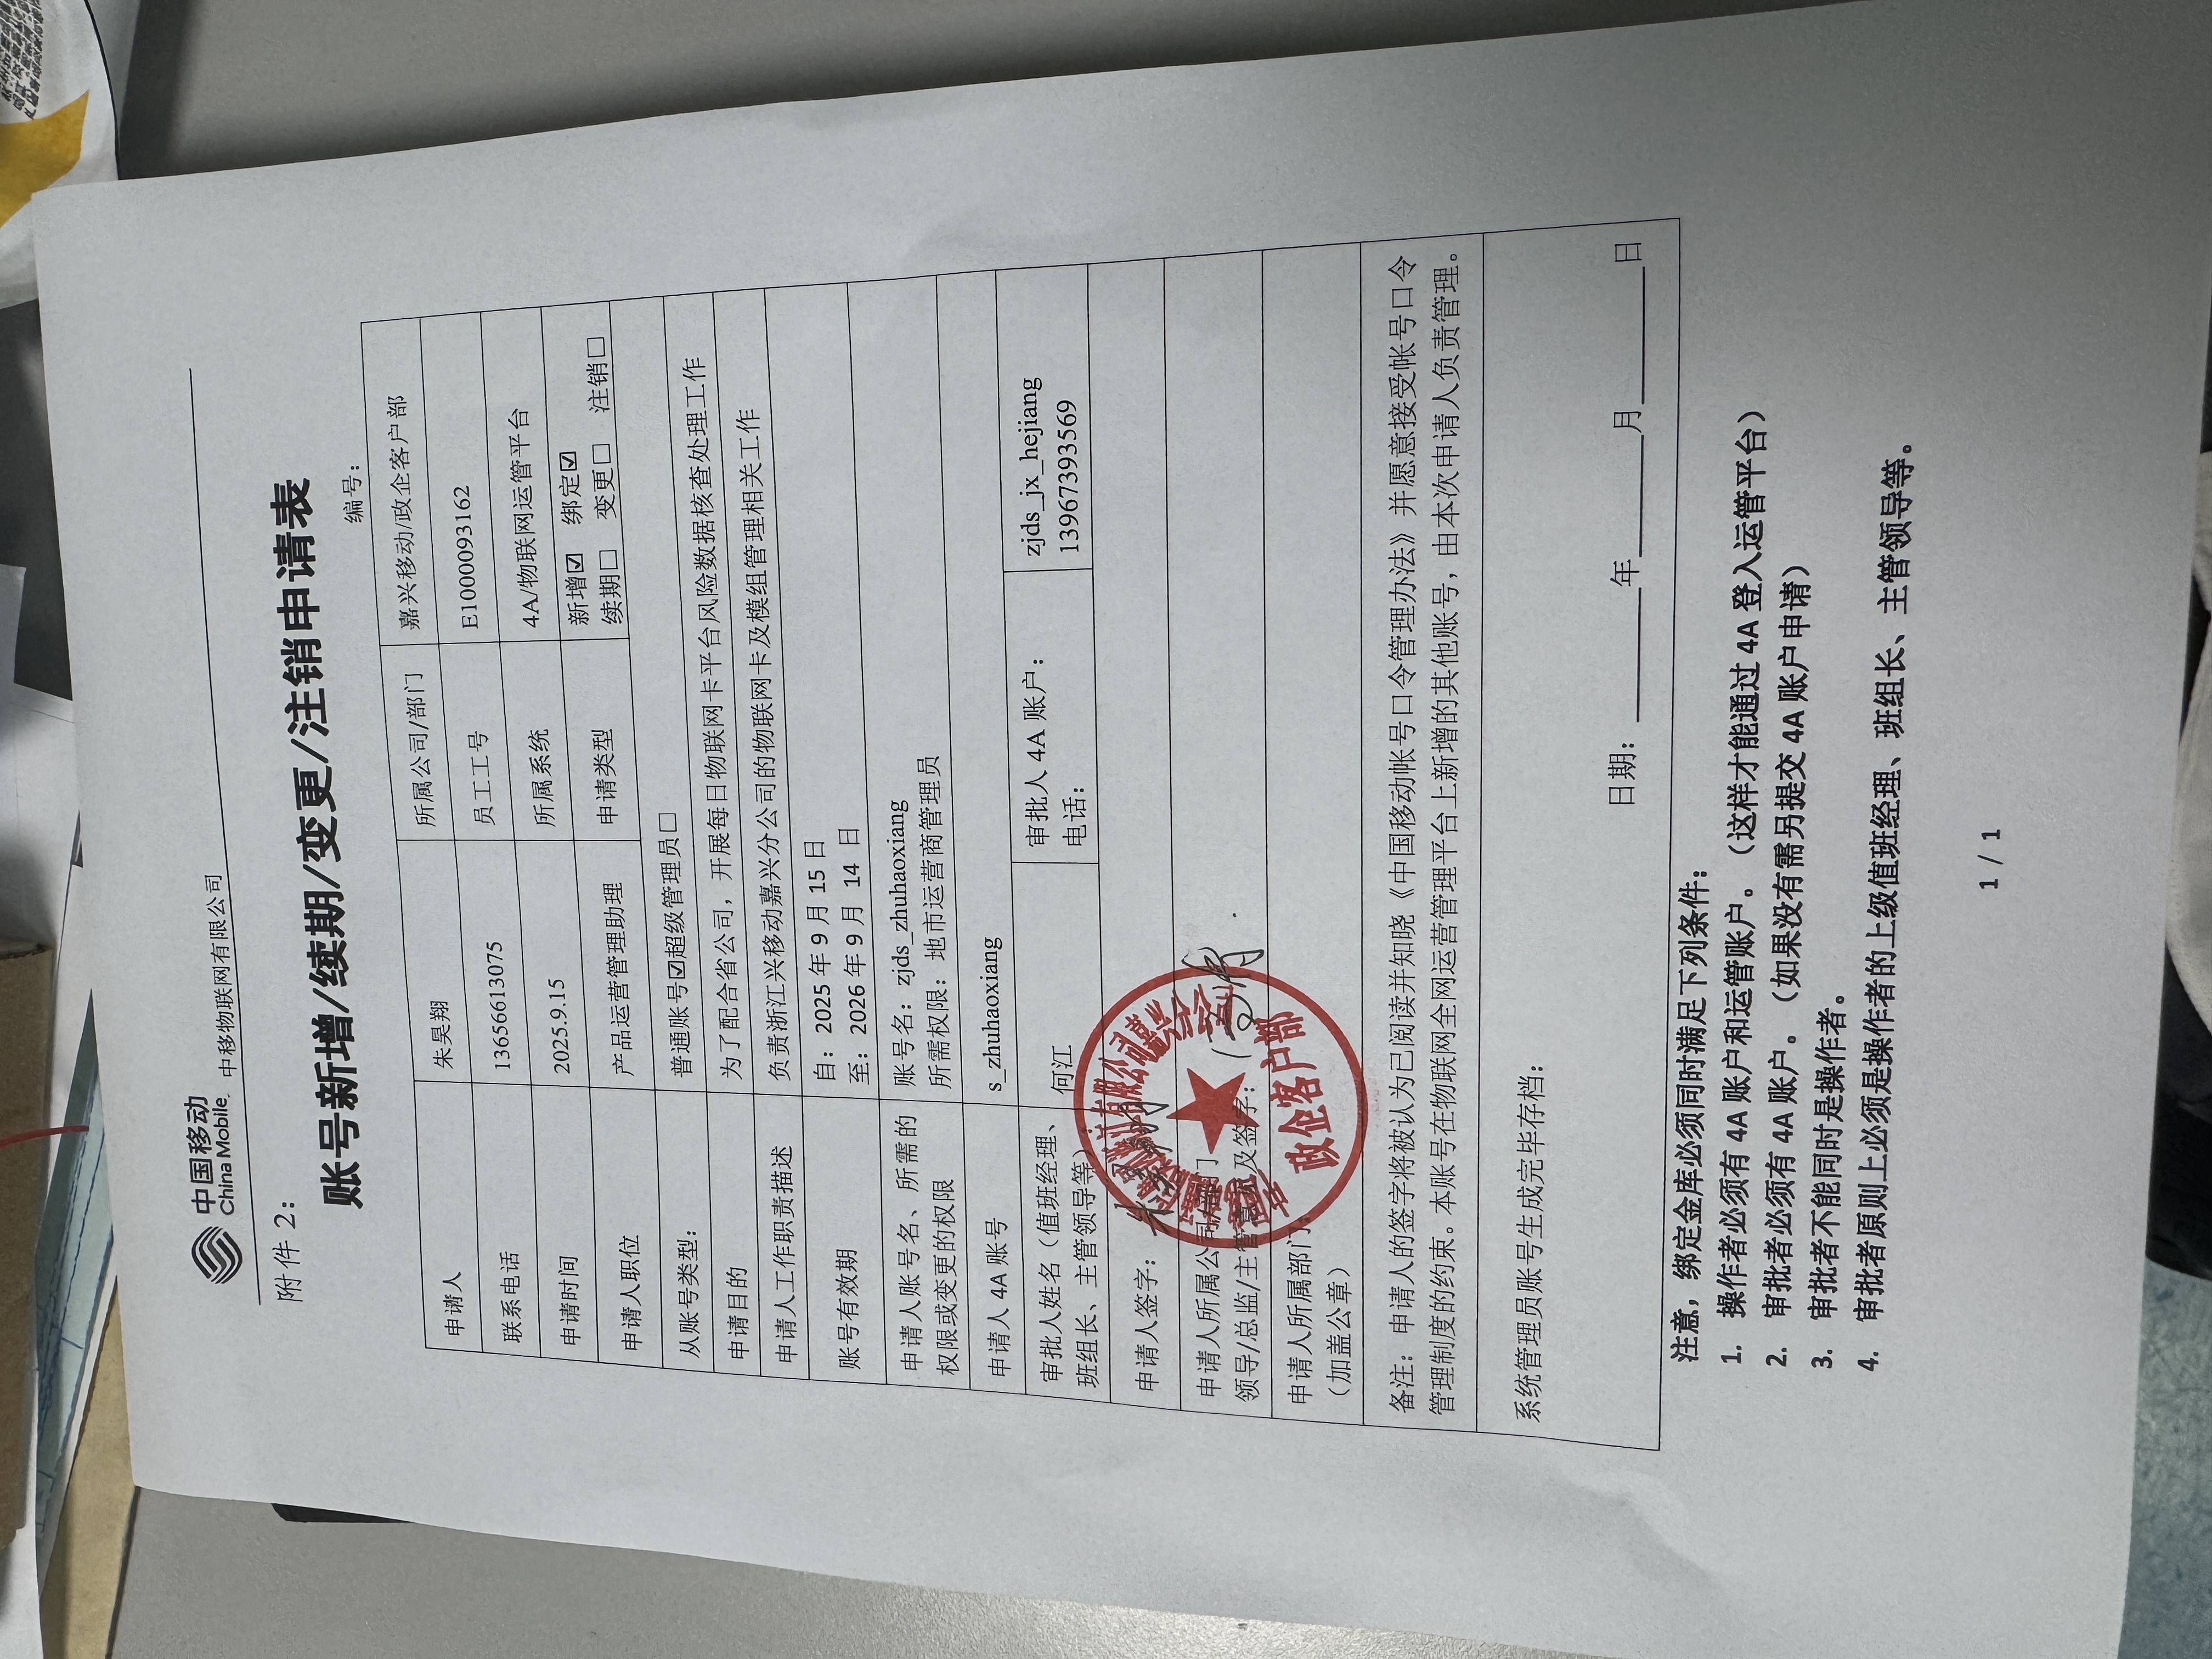 中国移动
China Mobile
中移物联网有限公司
附件 2：
账号新增/续期/变更/注销申请表
编号：
申请人 朱昊翔 所属公司/部门 嘉兴移动/政企客户部
联系电话 13656613075 员工工号 E1000093162
申请时间 2025.9.15 所属系统 4A/物联网运管平台
申请人职位 产品运营管理助理 申请类型 新增☑ 绑定☑
续期☐ 变更☐ 注销☐
从账号类型： 普通账号☑超级管理员☐
申请目的 为了配合省公司，开展每日物联网卡平台风险数据核查处理工作
申请人工作职责描述 负责浙江兴移动嘉兴分公司的物联网卡及模组管理相关工作
账号有效期 自：2025 年 9 月 15 日
至：2026 年 9 月 14 日
申请人账号名、所需的 账号名：zjds_zhuhaoxiang
权限或变更的权限 所需权限：地市运营商管理员
申请人 4A 账号 s_zhuhaoxiang
审批人姓名（值班经理、 何江 审批人 4A 账户： zjds_jx_hejiang
班组长、主管领导等）： 电话： 13967393569
申请人签字： 朱昊翔
申请人所属公司/部门
领导/总监/主管意见及签字：
中国移动通信集团浙江有限公司嘉兴分公司
政企客户部
申请人所属部门：
（加盖公章）
备注：申请人的签字将被认为已阅读并知晓《中国移动帐号口令管理办法》并愿意接受帐号口令
管理制度的约束。本账号在物联网全网运营管理平台上新增的其他账号，由本次申请人负责管理。
系统管理员账号生成完毕存档：
日期：____年____月____日
注意，绑定金库必须同时满足下列条件：
1. 操作者必须有 4A 账户和运管账户。（这样才能通过 4A 登入运管平台）
2. 审批者必须有 4A 账户。（如果没有需另提交 4A 账户申请）
3. 审批者不能同时是操作者。
4. 审批者原则上必须是操作者的上级值班经理、班组长、主管领导等。
1 / 1